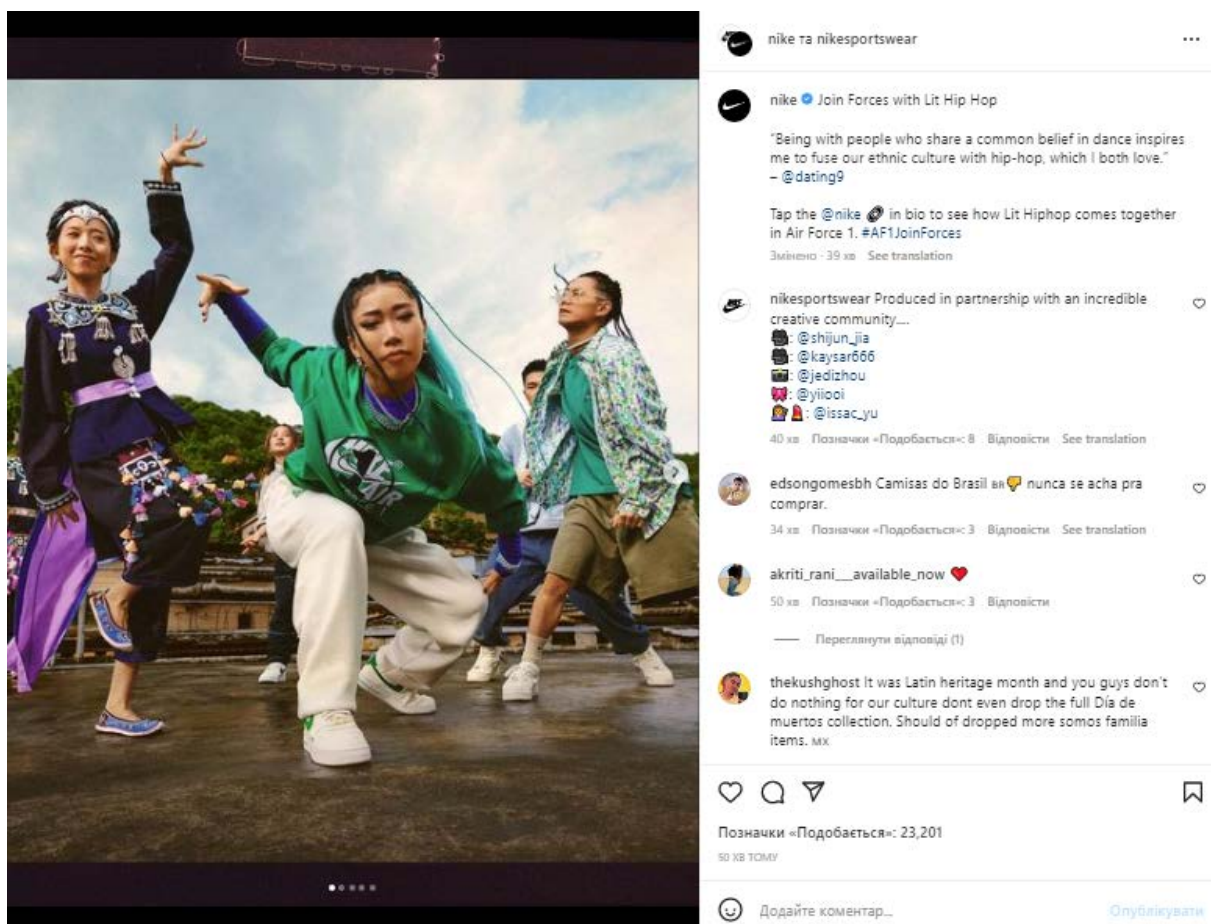 nike та nikesportswear
nike Join Forces with Lit Hip Hop
“Being with people who share a common belief in dance inspires
me to fuse our ethnic culture with hip-hop, which I both love.”
– @dating9
Tap the @nike in bio to see how Lit Hiphop comes together
in Air Force 1. #AF1JoinForces
Змінено · 39 хв See translation
nikesportswear Produced in partnership with an incredible
creative community....
: @shijun_jia
: @kaysar666
: @jedizhou
: @yiiooi
: @issac_yu
40 хв Позначки «Подобається»: 8 Відповісти See translation
edsongomesbh Camisas do Brasil BR nunca se acha pra
comprar.
34 хв Позначки «Подобається»: 3 Відповісти See translation
akriti_rani___available_now
50 хв Позначки «Подобається»: 3 Відповісти
Переглянути відповіді (1)
thekushghost It was Latin heritage month and you guys don't
do nothing for our culture dont even drop the full Día de
muertos collection. Should of dropped more somos familia
items. MX
Позначки «Подобається»: 23,201
50 ХВ ТОМУ
Додайте коментар...
Опублікувати
AIR